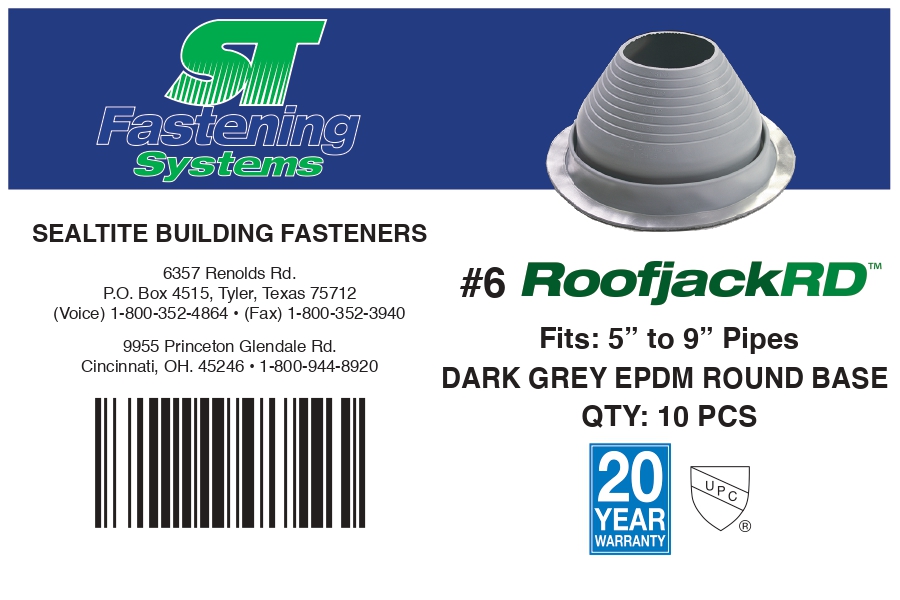 ST
Fastening
Systems
SEALTITE BUILDING FASTENERS
6357 Renolds Rd.
P.O. Box 4515, Tyler, Texas 75712
(Voice) 1-800-352-4864 • (Fax) 1-800-352-3940
9955 Princeton Glendale Rd.
Cincinnati, OH. 45246 • 1-800-944-8920
#6 RoofjackRD™
Fits: 5” to 9” Pipes
DARK GREY EPDM ROUND BASE
QTY: 10 PCS
20
YEAR
WARRANTY
UPC
®